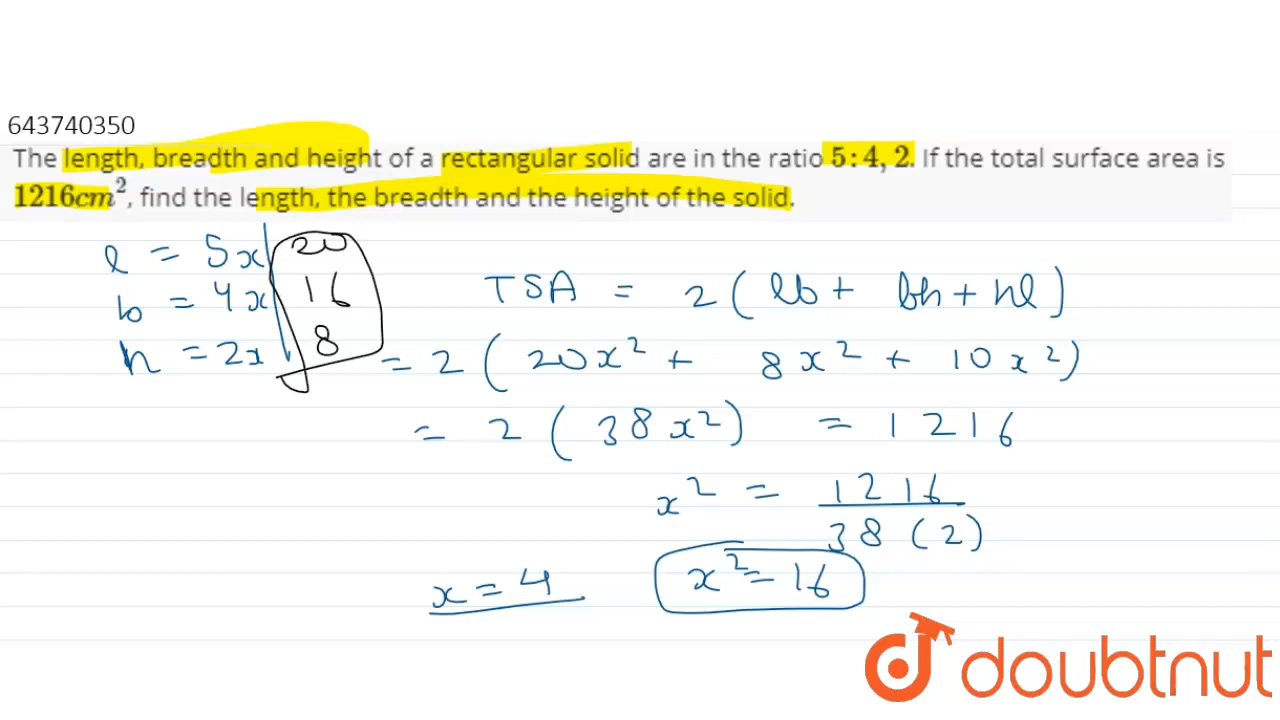 643740350
The length, breadth and height of a rectangular solid are in the ratio 5 : 4, 2. If the total surface area is
1216cm², find the length, the breadth and the height of the solid.
l = 5x 20
b = 4x 16
h = 2x 8
TSA = 2 ( lb + bh + hl )
= 2 ( 20x² + 8x² + 10x² )
= 2 ( 38x² ) = 1216
x² = 1216
38 ( 2 )
x² = 16
x = 4
doubtnut